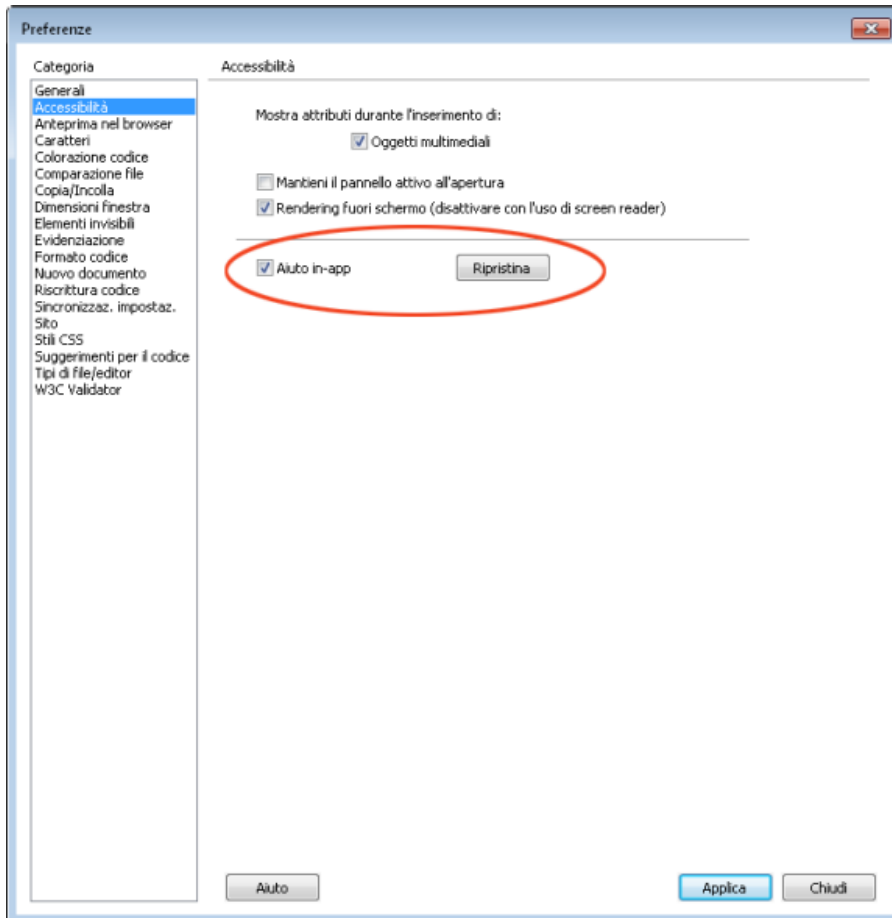 Preferenze
Categoria
Generali
Accessibilità
Anteprima nel browser
Caratteri
Colorazione codice
Comparazione file
Copia/Incolla
Dimensioni finestra
Elementi invisibili
Evidenziazione
Formato codice
Nuovo documento
Riscrittura codice
Sincronizzaz. impostaz.
Sito
Stili CSS
Suggerimenti per il codice
Tipi di file/editor
W3C Validator
Accessibilità
Mostra attributi durante l'inserimento di:
Oggetti multimediali
Mantieni il pannello attivo all'apertura
Rendering fuori schermo (disattivare con l'uso di screen reader)
Aiuto in-app
Ripristina
Aiuto
Applica
Chiudi